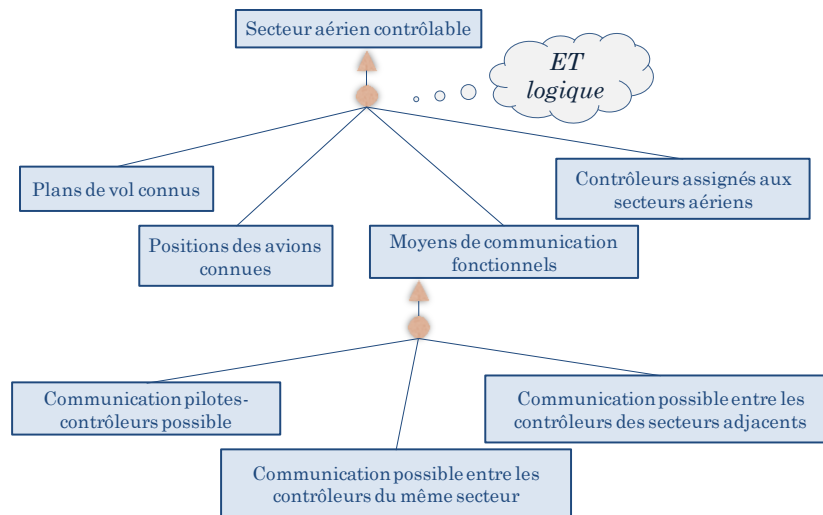 Secteur aérien contrôlable
ET
logique
Plans de vol connus
Contrôleurs assignés aux
secteurs aériens
Positions des avions
connues
Moyens de communication
fonctionnels
Communication pilotes-
contrôleurs possible
Communication possible entre les
contrôleurs des secteurs adjacents
Communication possible entre les
contrôleurs du même secteur